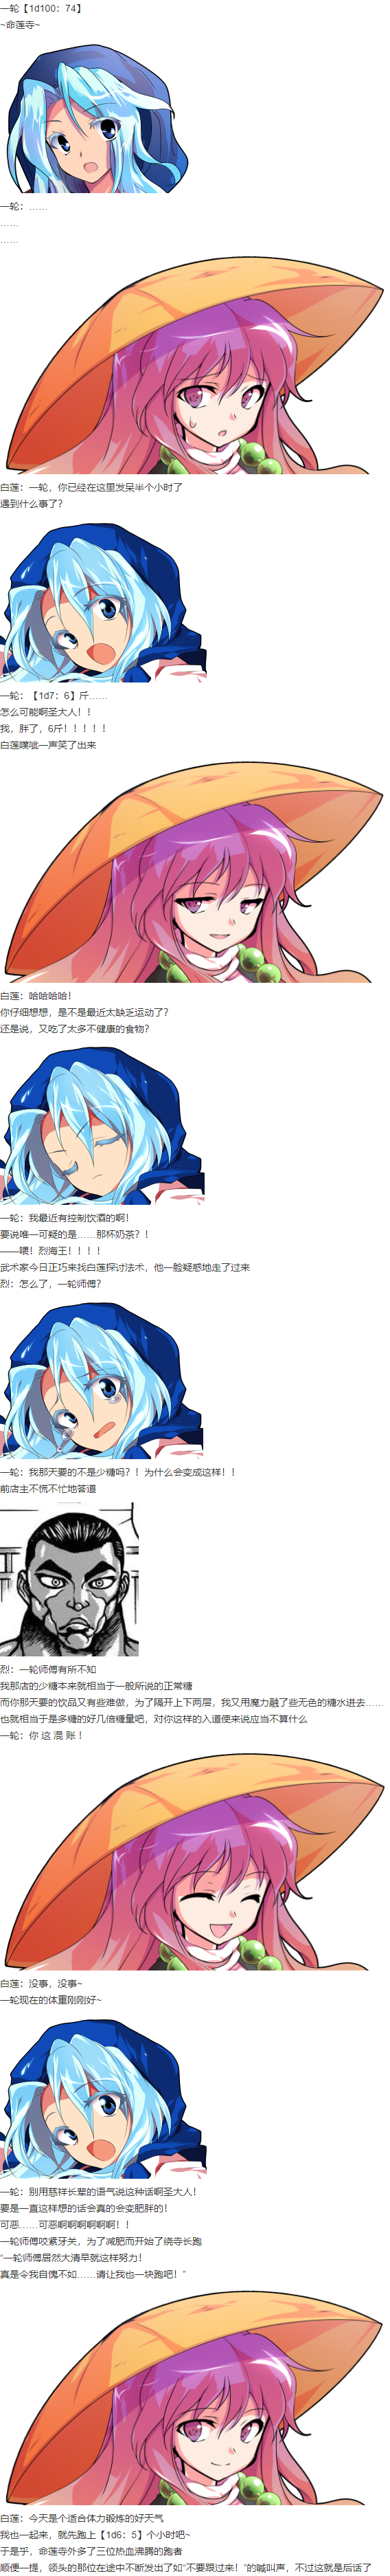 一轮【1d100：74】
~命莲寺~
一轮：……
……
……
白莲：一轮，你已经在这里发呆半个小时了
遇到什么事了？
一轮：【1d7：6】斤……
怎么可能啊圣大人！！
我，胖了，6斤！！！！！
白莲噗呲一声笑了出来
白莲：哈哈哈哈！
你仔细想想，是不是最近太缺乏运动了？
还是说，又吃了太多不健康的食物？
一轮：我最近有控制饮酒的啊！
要说唯一可疑的是……那杯奶茶？！
——喂！烈海王！！！！
武术家今日正巧来找白莲探讨法术，他一脸疑惑地走了过来
烈：怎么了，一轮师傅？
一轮：我那天要的不是少糖吗？！为什么会变成这样！！
前店主不慌不忙地答道
烈：一轮师傅有所不知
我那店的少糖本来就相当于一般所说的正常糖
而你那天要的饮品又有些难做，为了隔开上下两层，我又用魔力融了些无色的糖水进去……
也就相当于是多糖的好几倍糖量吧，对你这样的入道使来说应当不算什么
一轮：你 这 混 账！
白莲：没事，没事~
一轮现在的体重刚刚好~
一轮：别用慈祥长辈的语气说这种话啊圣大人！
要是一直这样想的话会真的会变肥胖的！
可恶……可恶啊啊啊啊啊啊！！
一轮师傅咬紧牙关，为了减肥而开始了绕寺长跑
“一轮师傅居然大清早就这样努力！
真是令我自愧不如……请让我也一块跑吧！”
白莲：今天是个适合体力锻炼的好天气
我也一起来，就先跑上【1d6：5】个小时吧~
于是乎，命莲寺外多了三位热血沸腾的跑者
顺便一提，领头的那位在途中不断发出了如“不要跟过来！”的喊叫声，不过这就是后话了